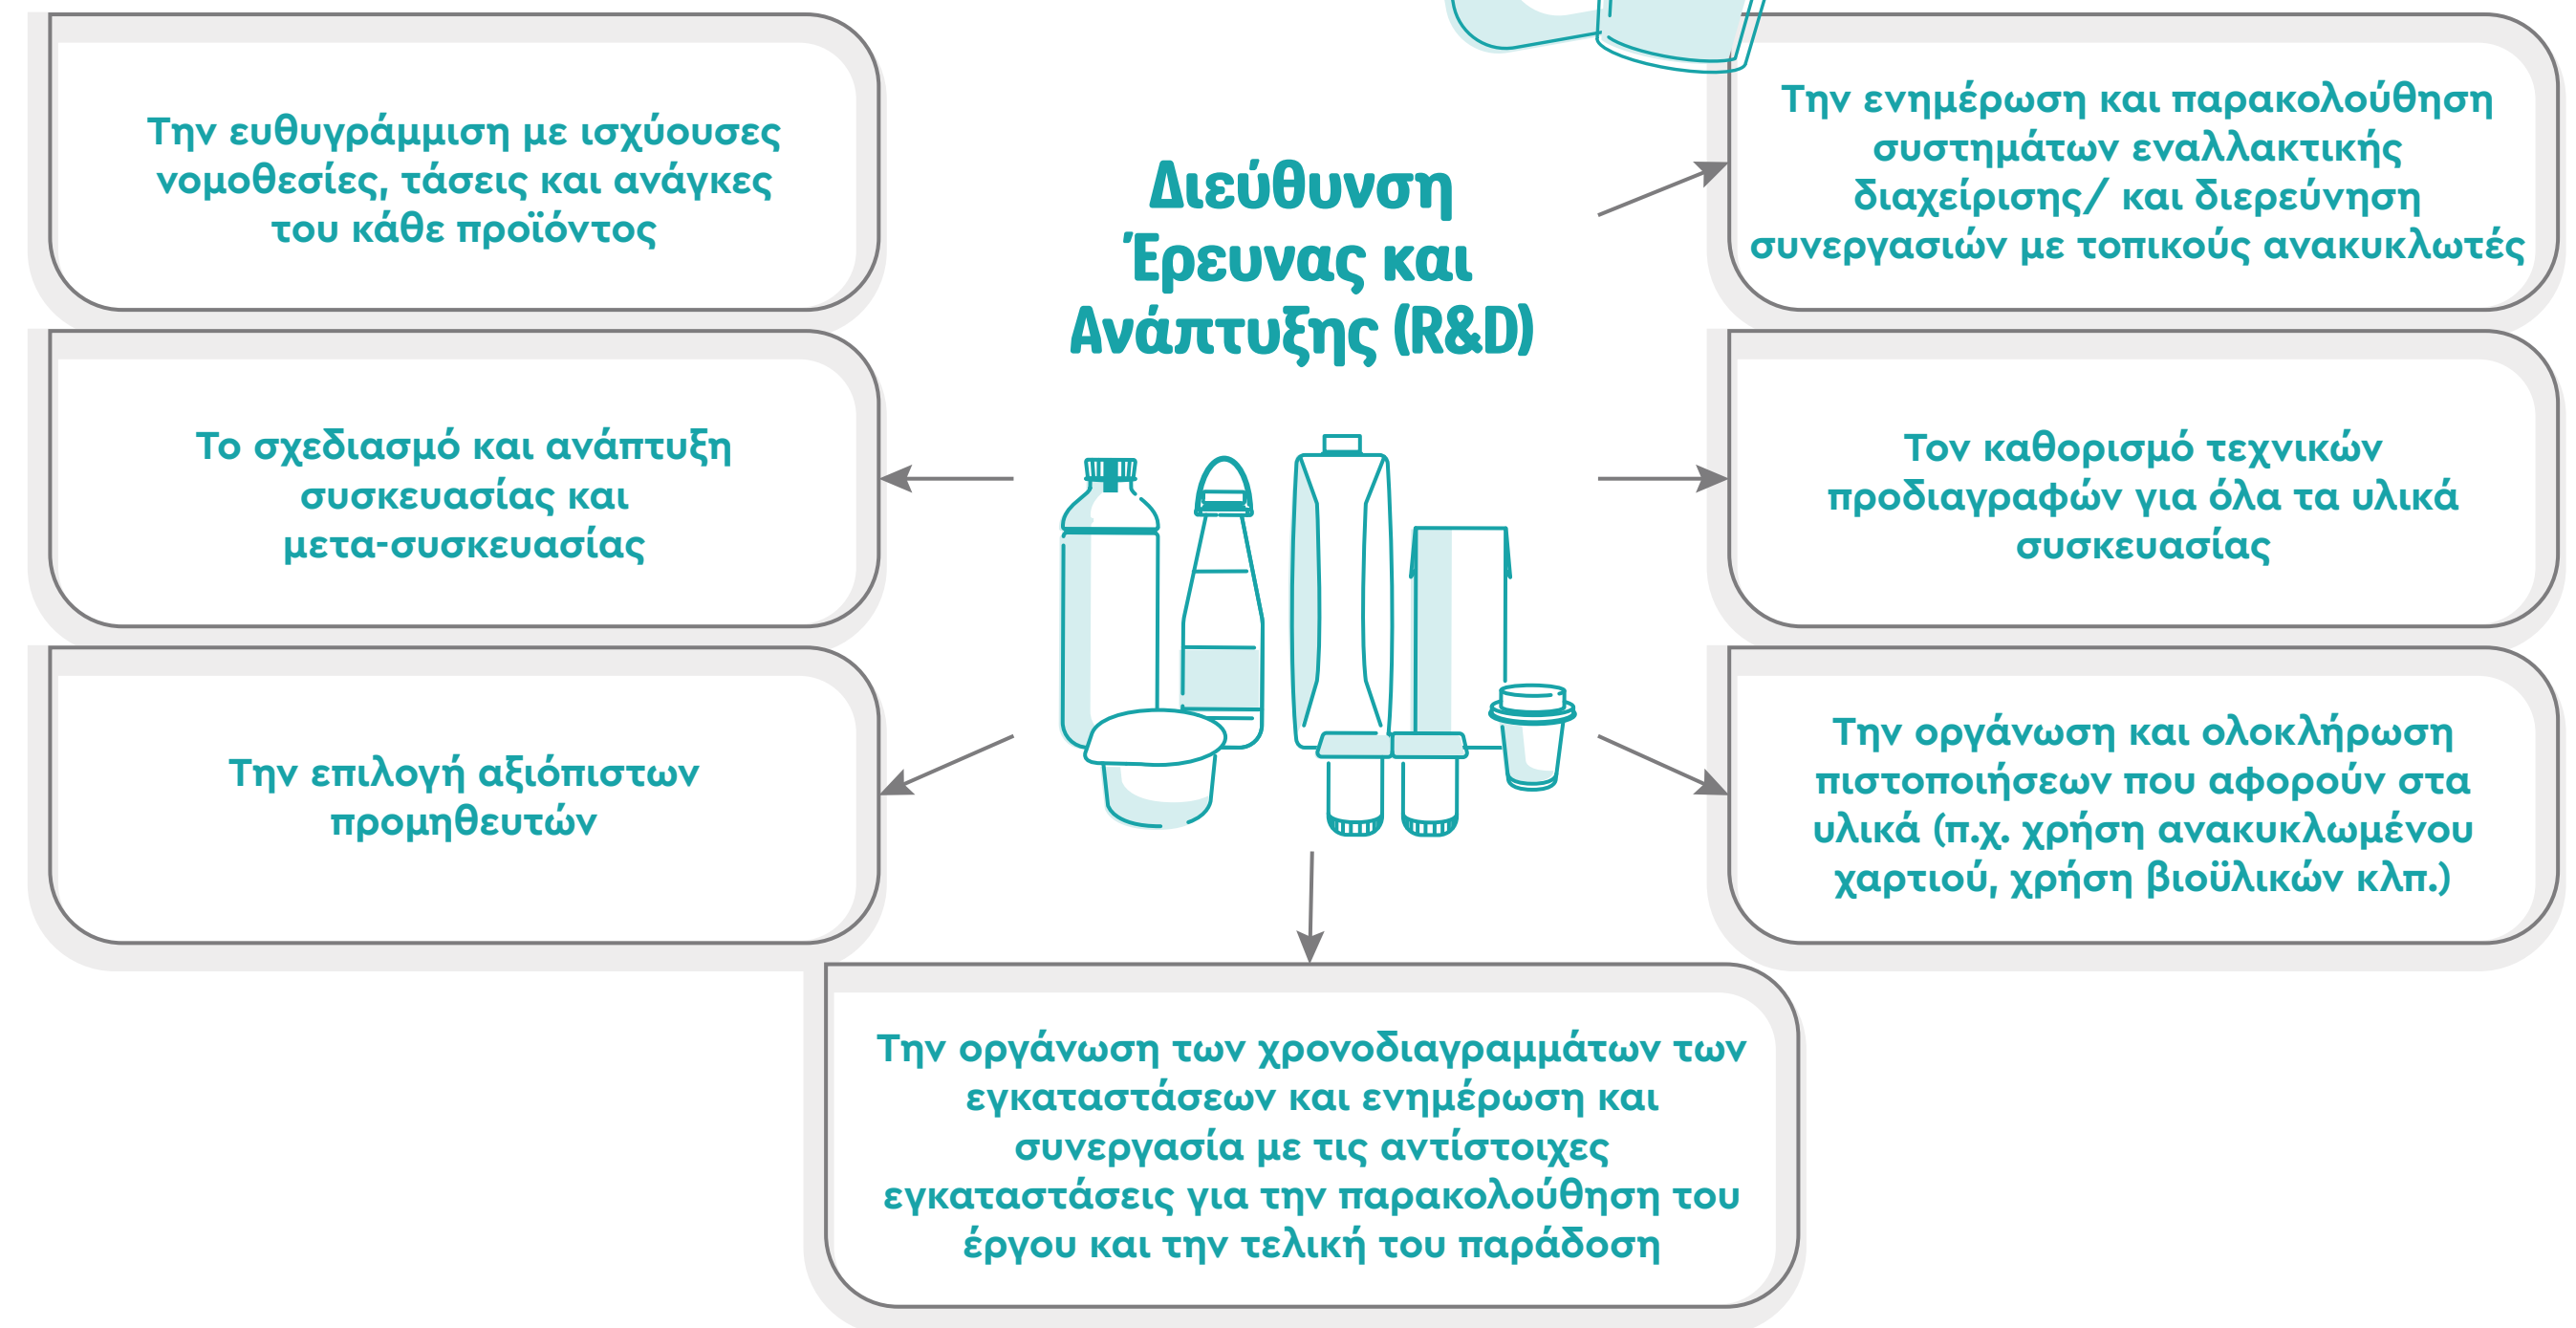 Διεύθυνση
Έρευνας και
Ανάπτυξης (R&D)
Την ευθυγράμμιση με ισχύουσες
νομοθεσίες, τάσεις και ανάγκες
του κάθε προϊόντος
Το σχεδιασμό και ανάπτυξη
συσκευασίας και
μετα-συσκευασίας
Την επιλογή αξιόπιστων
προμηθευτών
Την ενημέρωση και παρακολούθηση
συστημάτων εναλλακτικής
διαχείρισης/ και διερεύνηση
συνεργασιών με τοπικούς ανακυκλωτές
Τον καθορισμό τεχνικών
προδιαγραφών για όλα τα υλικά
συσκευασίας
Την οργάνωση και ολοκλήρωση
πιστοποιήσεων που αφορούν στα
υλικά (π.χ. χρήση ανακυκλωμένου
χαρτιού, χρήση βιοϋλικών κλπ.)
Την οργάνωση των χρονοδιαγραμμάτων των
εγκαταστάσεων και ενημέρωση και
συνεργασία με τις αντίστοιχες
εγκαταστάσεις για την παρακολούθηση του
έργου και την τελική του παράδοση